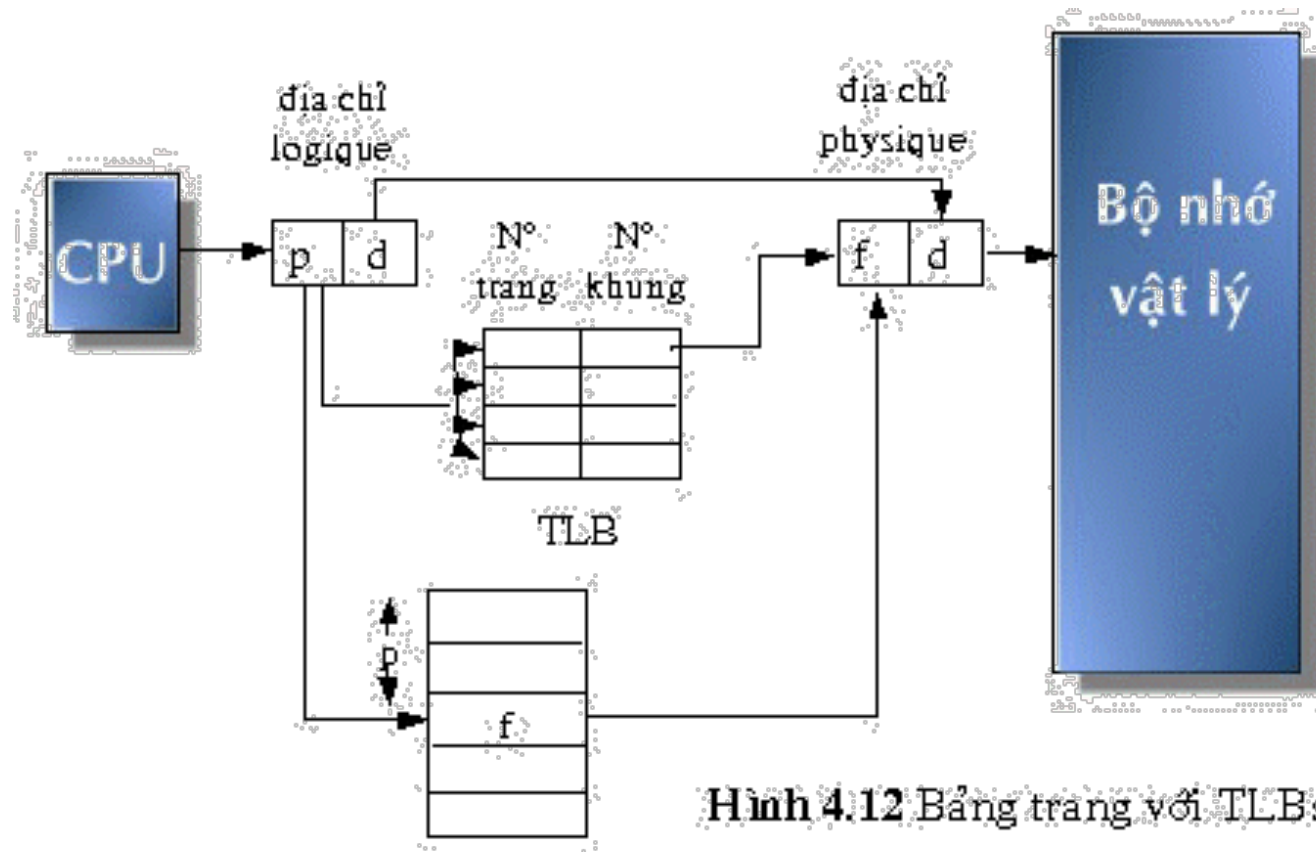 địa chỉ
logique
địa chỉ
physique
CPU
p d
N° N°
trang khung
f d
Bộ nhớ
vật lý
TLB
p
f
Hình 4.12 Bảng trang với TLBs